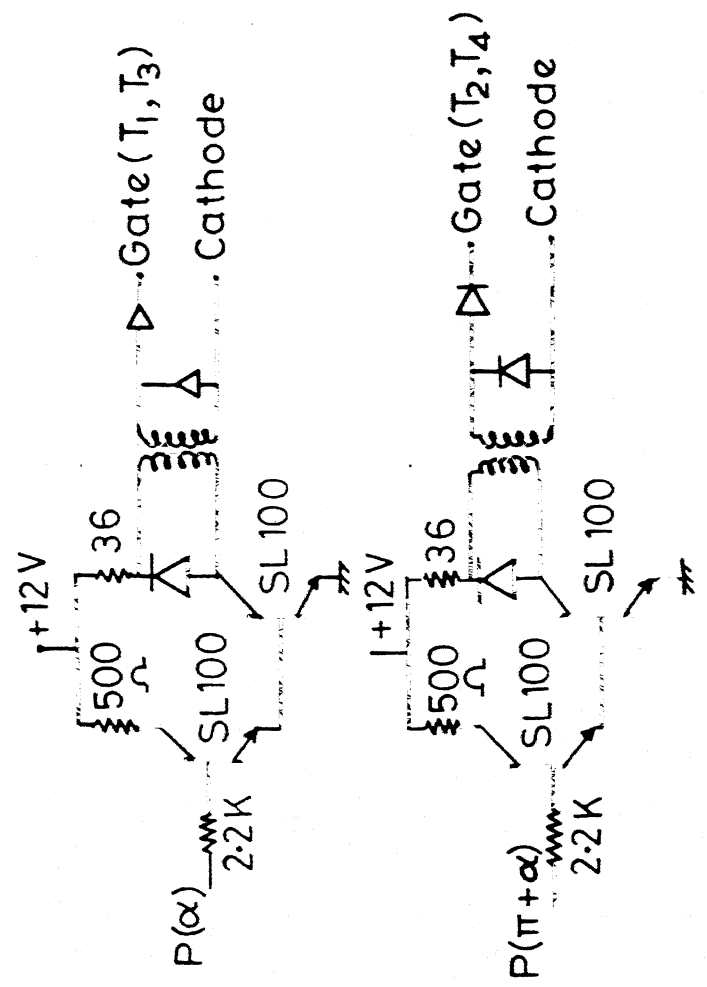 +12V
500
Ω
36
SL100
SL100
P(α)
2.2K
Gate(T1,T3)
Cathode
+12V
500
Ω
36
SL100
SL100
P(π+α)
2.2K
Gate(T2,T4)
Cathode